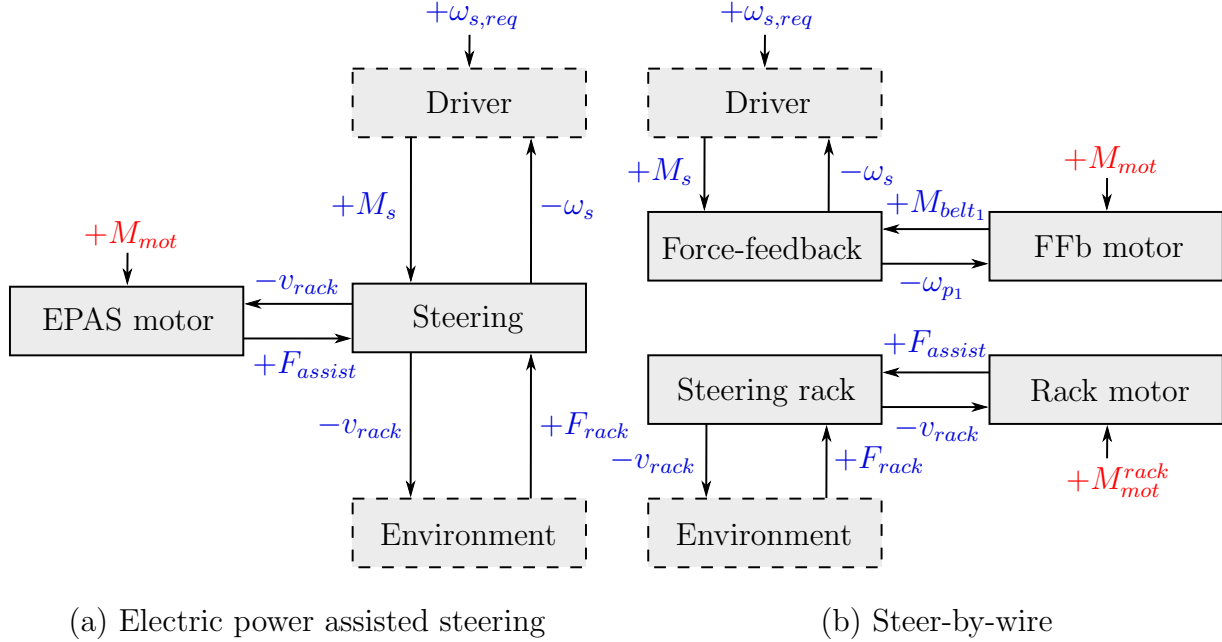 +ω_{s,req}
Driver
+M_s
−ω_s
+M_{mot}
−v_{rack}
EPAS motor
Steering
+F_{assist}
−v_{rack}
+F_{rack}
Environment
(a) Electric power assisted steering
+ω_{s,req}
Driver
+M_s
−ω_s
+M_{mot}
+M_{belt_1}
Force-feedback
FFb motor
−ω_{p_1}
+F_{assist}
Steering rack
Rack motor
−v_{rack}
−v_{rack}
+F_{rack}
+M_{mot}^{rack}
Environment
(b) Steer-by-wire